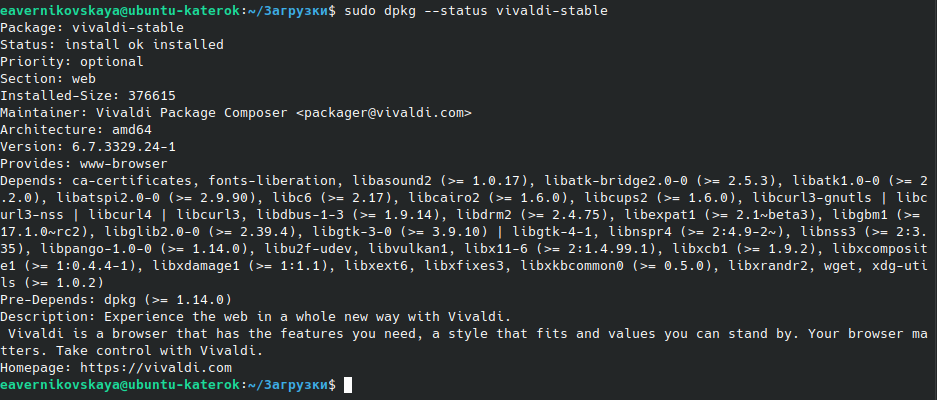 eavernikovskaya@ubuntu-katerok:~/Загрузки$ sudo dpkg --status vivaldi-stable
Package: vivaldi-stable
Status: install ok installed
Priority: optional
Section: web
Installed-Size: 376615
Maintainer: Vivaldi Package Composer <packager@vivaldi.com>
Architecture: amd64
Version: 6.7.3329.24-1
Provides: www-browser
Depends: ca-certificates, fonts-liberation, libasound2 (>= 1.0.17), libatk-bridge2.0-0 (>= 2.5.3), libatk1.0-0 (>= 2
.2.0), libatspi2.0-0 (>= 2.9.90), libc6 (>= 2.17), libcairo2 (>= 1.6.0), libcups2 (>= 1.6.0), libcurl3-gnutls | libc
url3-nss | libcurl4 | libcurl3, libdbus-1-3 (>= 1.9.14), libdrm2 (>= 2.4.75), libexpat1 (>= 2.1~beta3), libgbm1 (>=
17.1.0~rc2), libglib2.0-0 (>= 2.39.4), libgtk-3-0 (>= 3.9.10) | libgtk-4-1, libnspr4 (>= 2:4.9-2~), libnss3 (>= 2:3.
35), libpango-1.0-0 (>= 1.14.0), libu2f-udev, libvulkan1, libx11-6 (>= 2:1.4.99.1), libxcb1 (>= 1.9.2), libxcomposit
e1 (>= 1:0.4.4-1), libxdamage1 (>= 1:1.1), libxext6, libxfixes3, libxkbcommon0 (>= 0.5.0), libxrandr2, wget, xdg-uti
ls (>= 1.0.2)
Pre-Depends: dpkg (>= 1.14.0)
Description: Experience the web in a whole new way with Vivaldi.
 Vivaldi is a browser that has the features you need, a style that fits and values you can stand by. Your browser ma
tters. Take control with Vivaldi.
Homepage: https://vivaldi.com
eavernikovskaya@ubuntu-katerok:~/Загрузки$